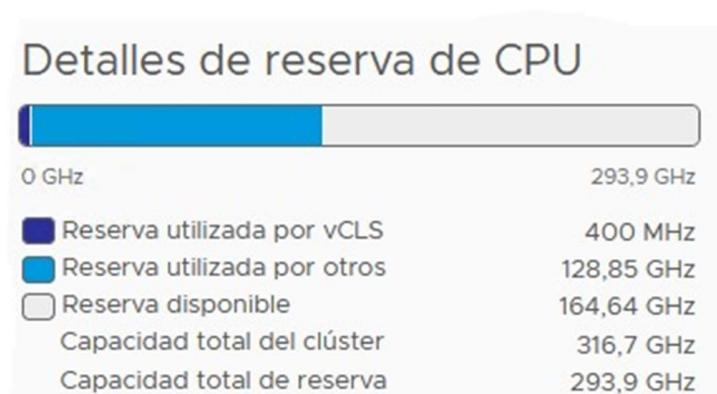 Detalles de reserva de CPU
0 GHz 293,9 GHz
Reserva utilizada por vCLS 400 MHz
Reserva utilizada por otros 128,85 GHz
Reserva disponible 164,64 GHz
Capacidad total del clúster 316,7 GHz
Capacidad total de reserva 293,9 GHz